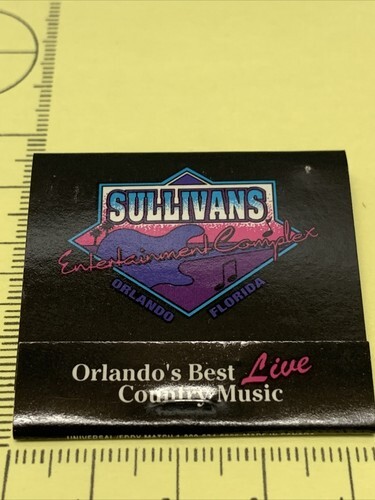 SULLIVANS
Entertainment Complex
ORLANDO FLORIDA
Orlando's Best Live
Country Music